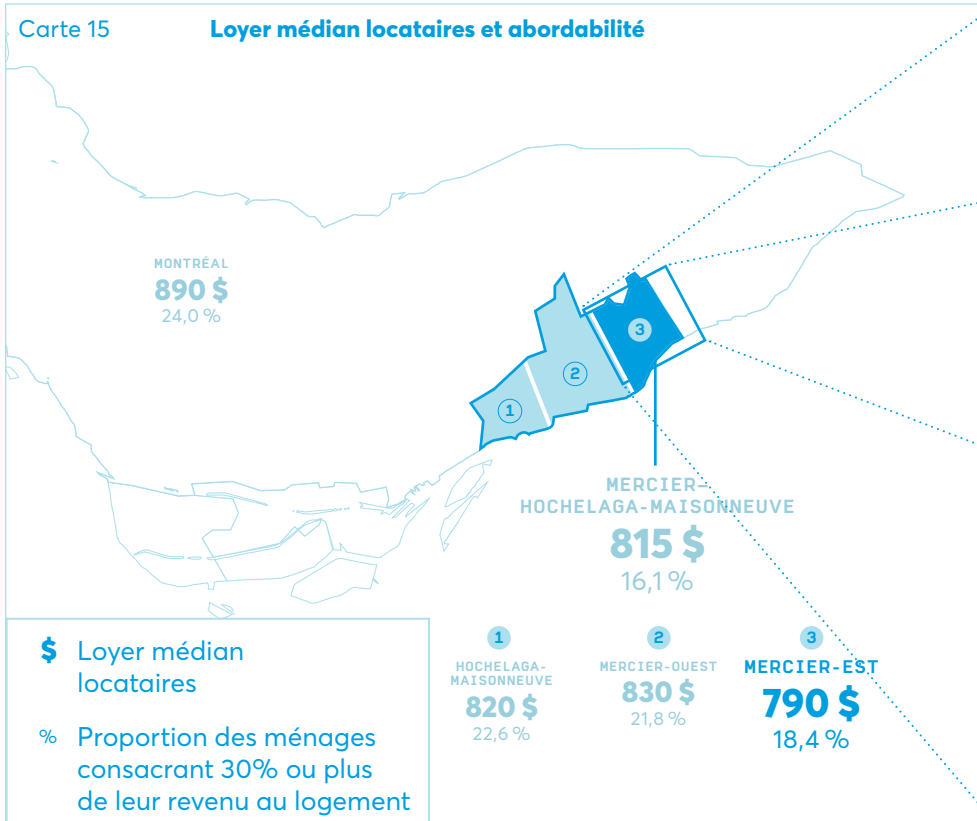 Carte 15
Loyer médian locataires et abordabilité
MONTRÉAL
890 $
24,0 %
3
2
1
MERCIER-
HOCHELAGA-MAISONNEUVE
815 $
16,1 %
$ Loyer médian
locataires
% Proportion des ménages
consacrant 30% ou plus
de leur revenu au logement
1
HOCHELAGA-
MAISONNEUVE
820 $
22,6 %
2
MERCIER-OUEST
830 $
21,8 %
3
MERCIER-EST
790 $
18,4 %